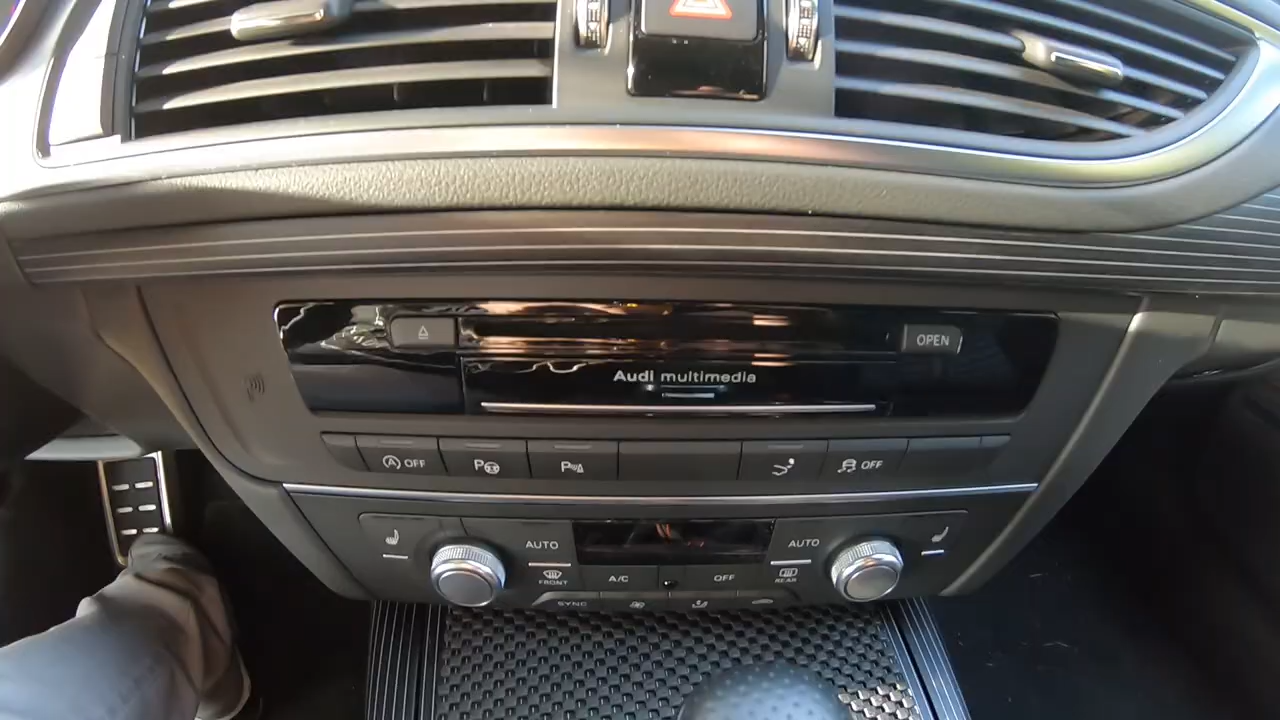 OPEN
Audi multimedia
A OFF
P
P
OFF
AUTO
AUTO
FRONT
A/C
OFF
REAR
SYNC